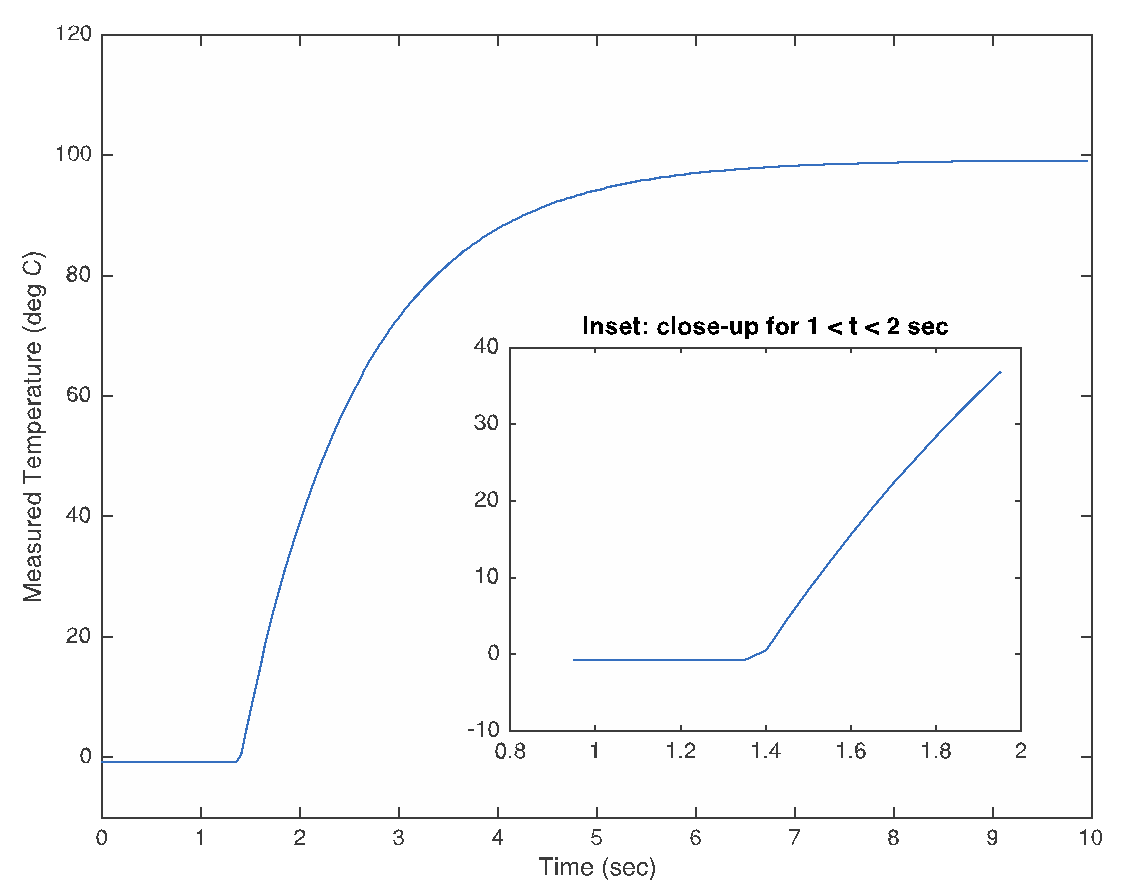 120
100
80
60
40
20
0
Measured Temperature (deg C)
0 1 2 3 4 5 6 7 8 9 10
Time (sec)
Inset: close-up for 1 < t < 2 sec
40
30
20
10
0
-10
0.8 1 1.2 1.4 1.6 1.8 2